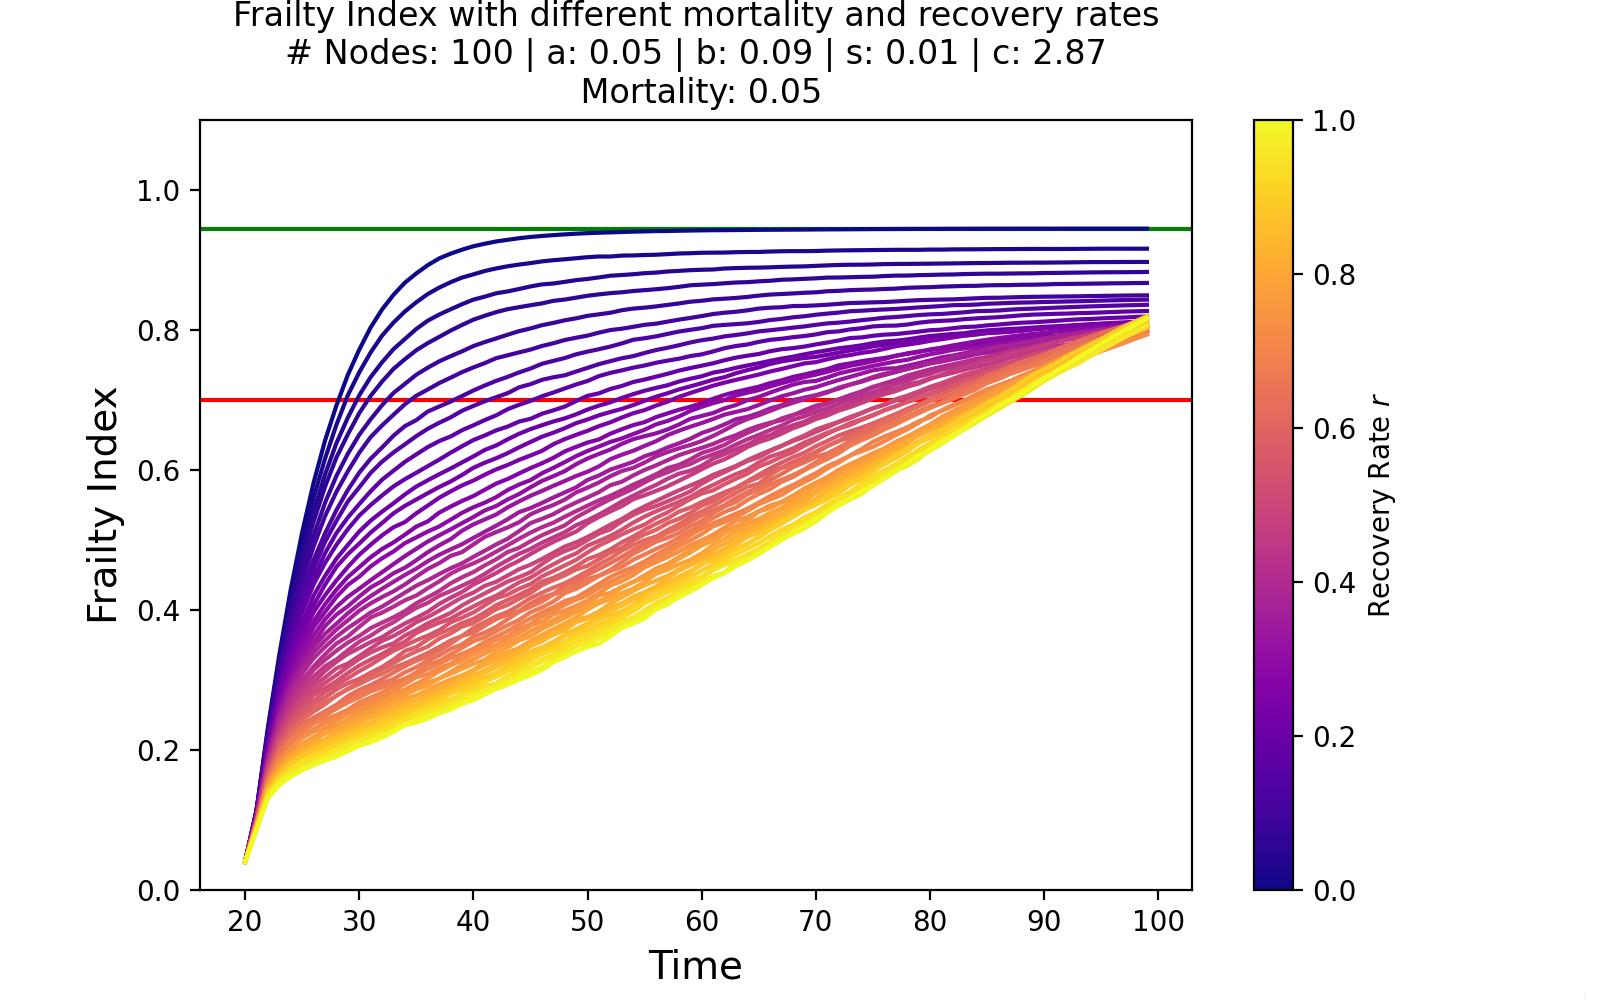 Frailty Index with different mortality and recovery rates
# Nodes: 100 | a: 0.05 | b: 0.09 | s: 0.01 | c: 2.87
Mortality: 0.05
Frailty Index
1.0
0.8
0.6
0.4
0.2
0.0
20 30 40 50 60 70 80 90 100
Time
1.0
0.8
0.6
0.4
0.2
0.0
Recovery Rate r